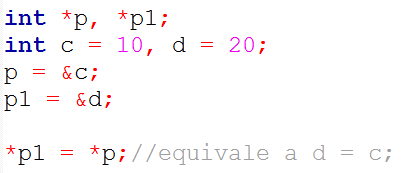 int *p, *p1;
int c = 10, d = 20;
p = &c;
p1 = &d;
*p1 = *p;//equivale a d = c;